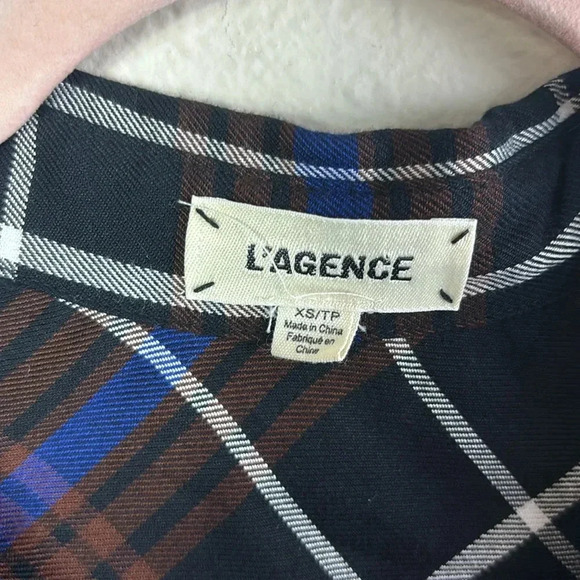 L'AGENCE
XS/TP
Made in China
Fabriqué en
Chine